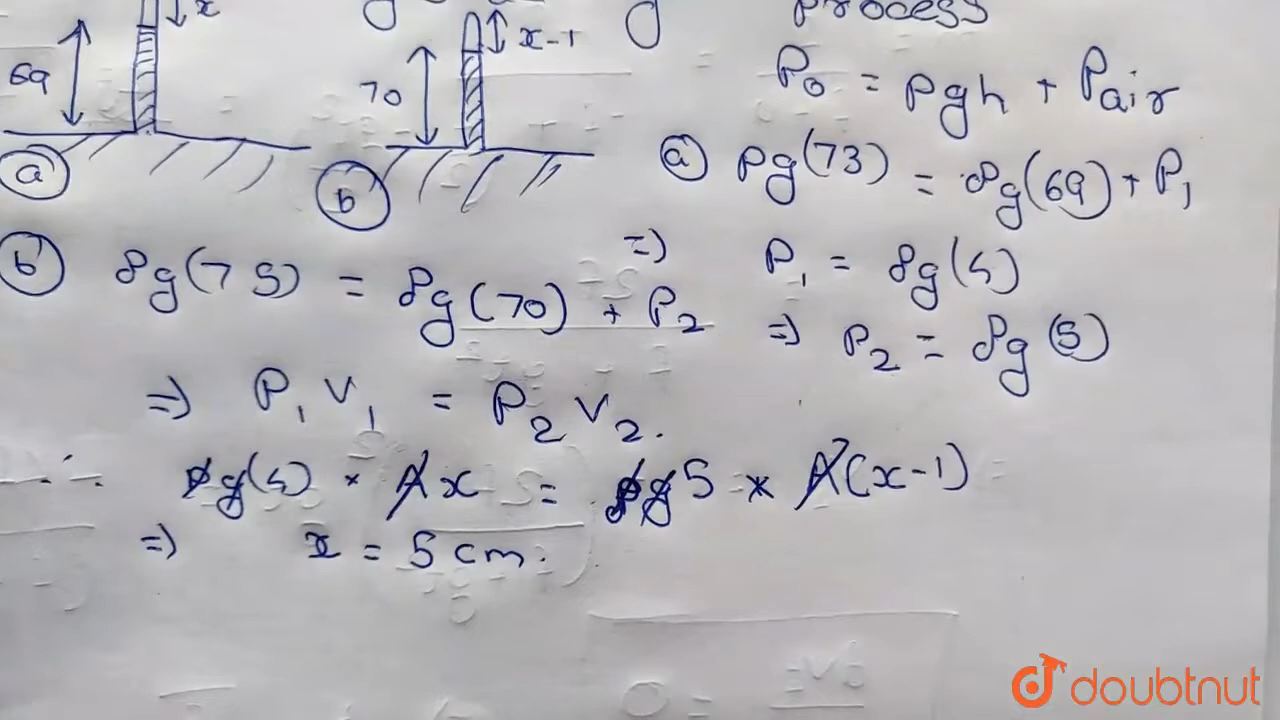 process
x
x-1
69
70
P₀ = ρgh + Pair
ⓐ
ⓑ
ⓐ ρg(73) = ρg(69) + P₁
ⓑ ρg(75) = ρg(70) + P₂
=) P₁ = ρg(4)
=) P₂ = ρg(5)
=) P₁V₁ = P₂V₂.
∴ ρg(4) * Ax = ρg5 * A(x-1)
=) x = 5 cm.
doubtnut